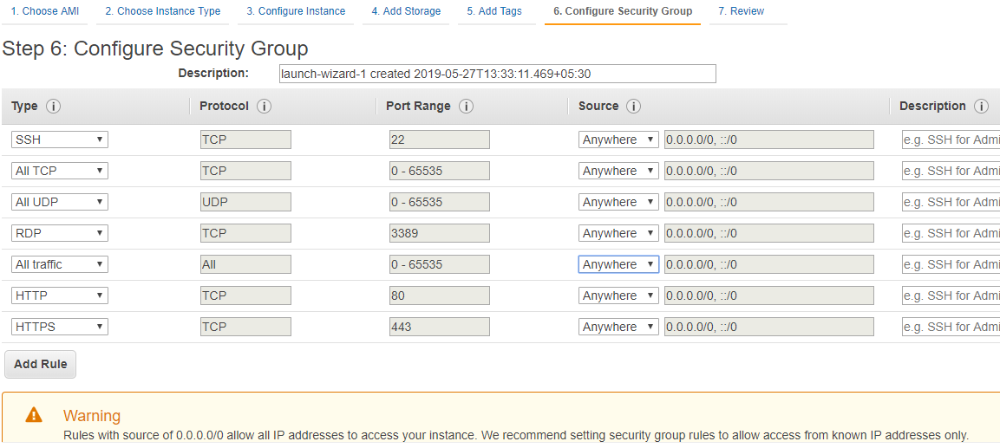 1. Choose AMI 2. Choose Instance Type 3. Configure Instance 4. Add Storage 5. Add Tags 6. Configure Security Group 7. Review
Step 6: Configure Security Group
Description: launch-wizard-1 created 2019-05-27T13:33:11.469+05:30
Type i Protocol i Port Range i Source i Description i
SSH TCP 22 Anywhere 0.0.0.0/0, ::/0 e.g. SSH for Admi
All TCP TCP 0 - 65535 Anywhere 0.0.0.0/0, ::/0 e.g. SSH for Admi
All UDP UDP 0 - 65535 Anywhere 0.0.0.0/0, ::/0 e.g. SSH for Admi
RDP TCP 3389 Anywhere 0.0.0.0/0, ::/0 e.g. SSH for Admi
All traffic All 0 - 65535 Anywhere 0.0.0.0/0, ::/0 e.g. SSH for Admi
HTTP TCP 80 Anywhere 0.0.0.0/0, ::/0 e.g. SSH for Admi
HTTPS TCP 443 Anywhere 0.0.0.0/0, ::/0 e.g. SSH for Admi
Add Rule
Warning
Rules with source of 0.0.0.0/0 allow all IP addresses to access your instance. We recommend setting security group rules to allow access from known IP addresses only.